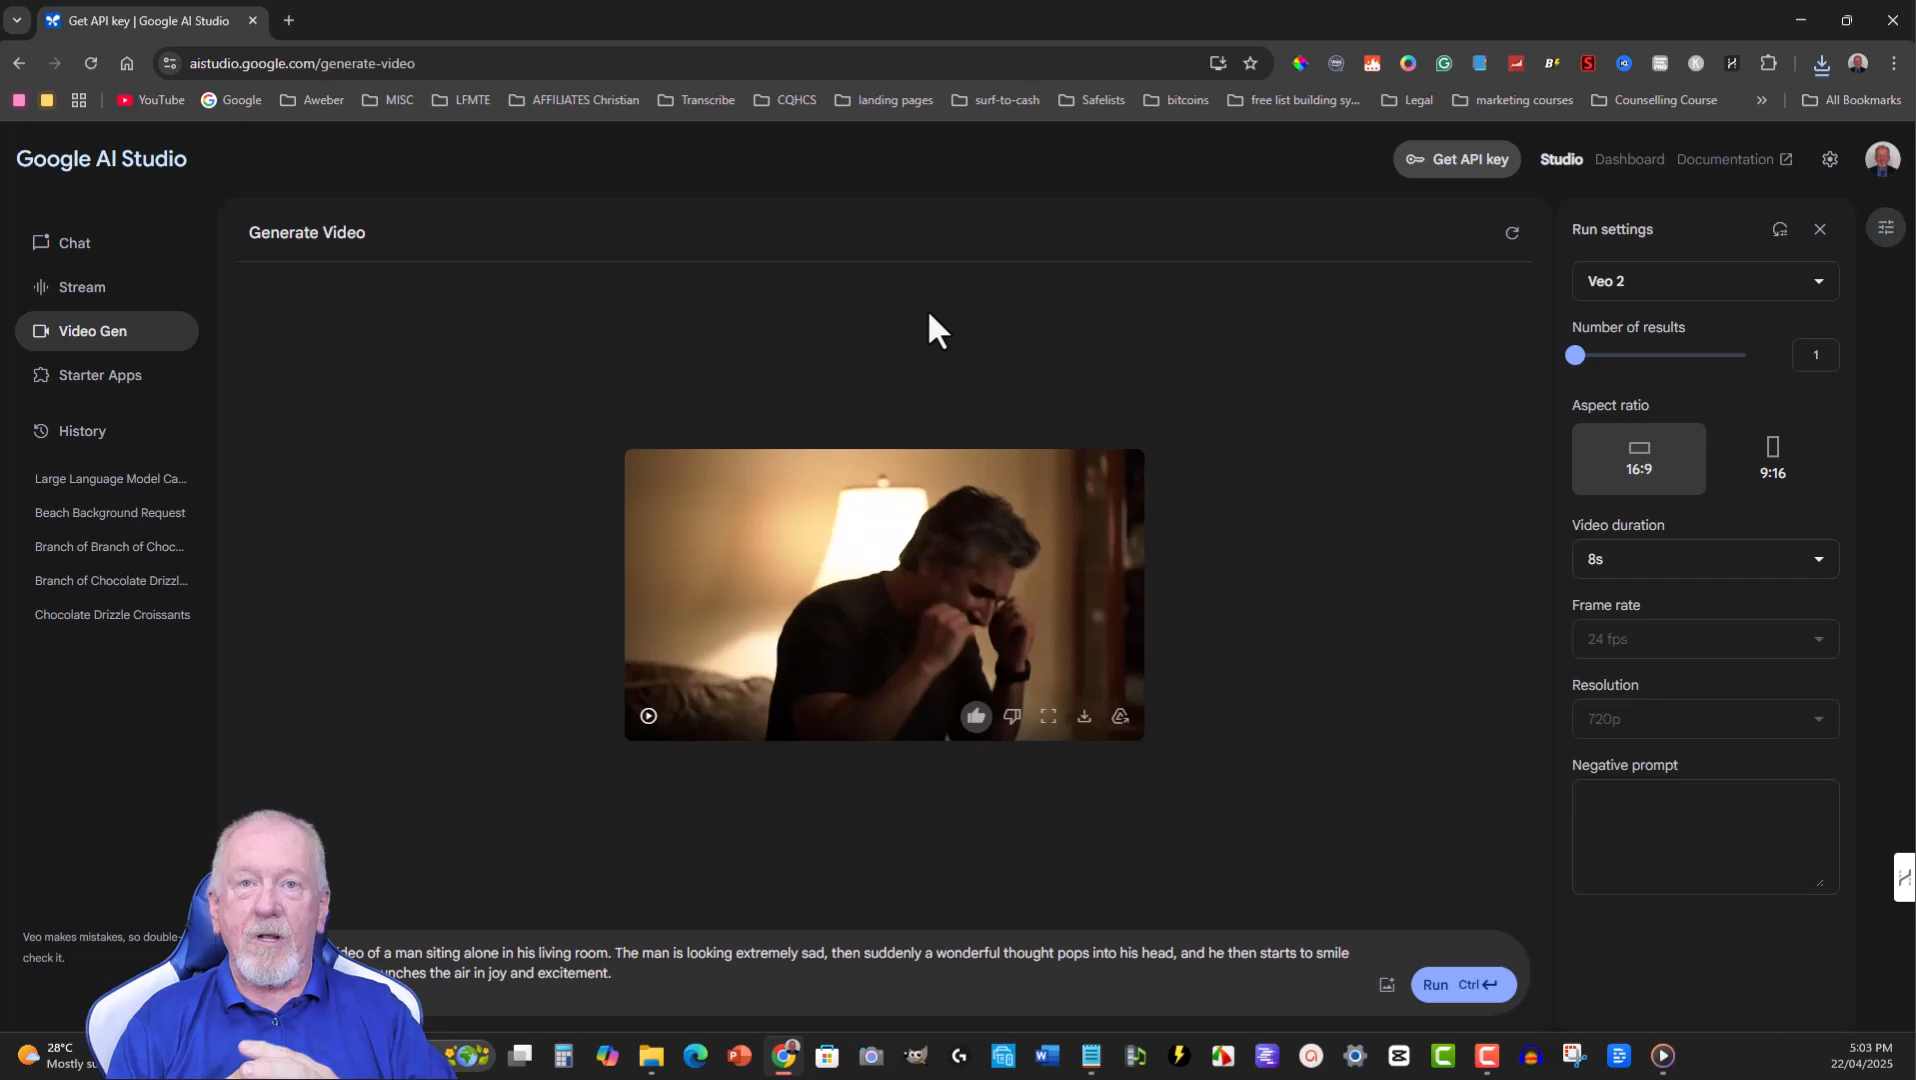 Get API key | Google AI Studio
aistudio.google.com/generate-video
YouTube Google Aweber MISC LFMTE AFFILIATES Christian Transcribe CQHCS landing pages surf-to-cash Safelists bitcoins free list building sy... Legal marketing courses Counselling Course » All Bookmarks
Google AI Studio
Get API key Studio Dashboard Documentation
Chat
Stream
Video Gen
Starter Apps
History
Large Language Model Ca...
Beach Background Request
Branch of Branch of Choc...
Branch of Chocolate Drizzl...
Chocolate Drizzle Croissants
Veo makes mistakes, so double-
check it.
Generate Video
deo of a man siting alone in his living room. The man is looking extremely sad, then suddenly a wonderful thought pops into his head, and he then starts to smile
unches the air in joy and excitement.
Run Ctrl
Run settings
Veo 2
Number of results
1
Aspect ratio
16:9
9:16
Video duration
8s
Frame rate
24 fps
Resolution
720p
Negative prompt
28°C
Mostly su
5:03 PM
22/04/2025